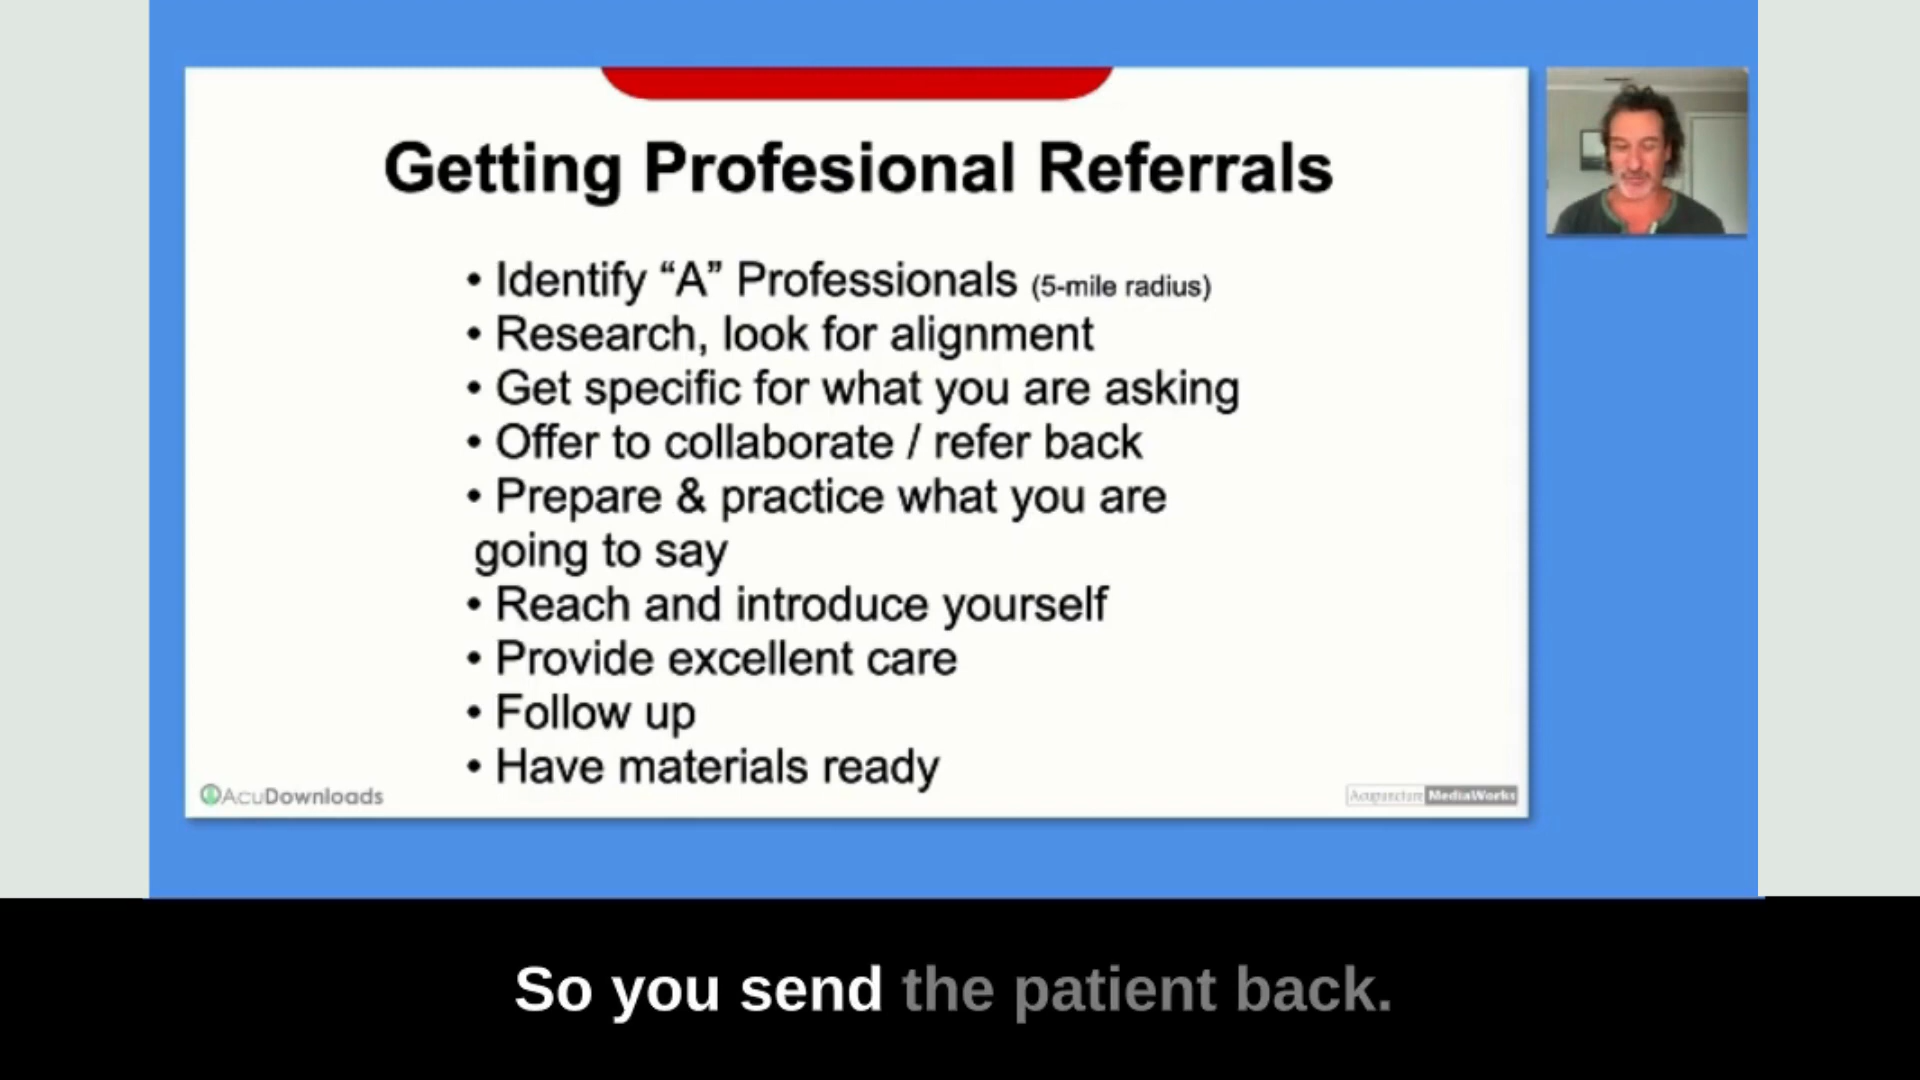 Getting Profesional Referrals
• Identify “A” Professionals (5-mile radius)
• Research, look for alignment
• Get specific for what you are asking
• Offer to collaborate / refer back
• Prepare & practice what you are
going to say
• Reach and introduce yourself
• Provide excellent care
• Follow up
• Have materials ready
AcuDownloads
Acupuncture MediaWorks
So you send the patient back.